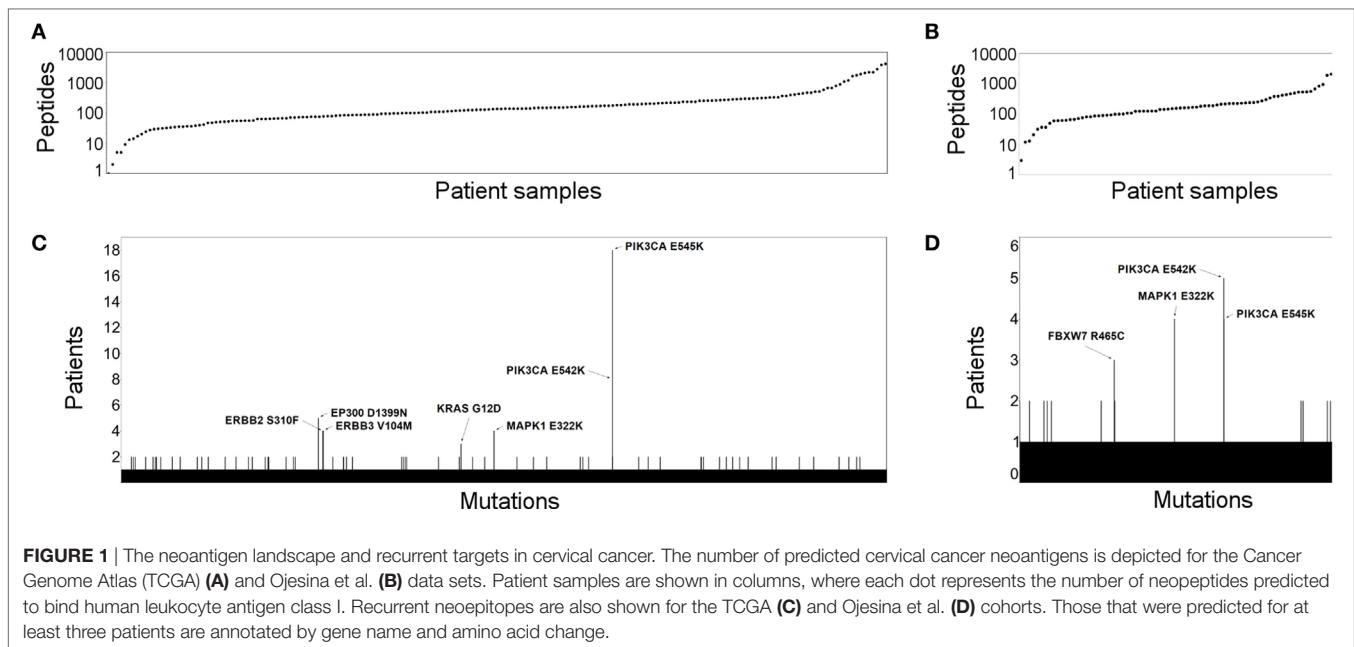 A
Peptides
10000
1000
100
10
1
Patient samples
B
Peptides
10000
1000
100
10
1
Patient samples
C
Patients
18
16
14
12
10
8
6
4
2
PIK3CA E545K
PIK3CA E542K
ERBB2 S310F
EP300 D1399N
ERBB3 V104M
KRAS G12D
MAPK1 E322K
Mutations
D
Patients
6
5
4
3
2
1
0
PIK3CA E542K
MAPK1 E322K
PIK3CA E545K
FBXW7 R465C
Mutations
FIGURE 1 | The neoantigen landscape and recurrent targets in cervical cancer. The number of predicted cervical cancer neoantigens is depicted for the Cancer
Genome Atlas (TCGA) (A) and Ojesina et al. (B) data sets. Patient samples are shown in columns, where each dot represents the number of neopeptides predicted
to bind human leukocyte antigen class I. Recurrent neoepitopes are also shown for the TCGA (C) and Ojesina et al. (D) cohorts. Those that were predicted for at
least three patients are annotated by gene name and amino acid change.